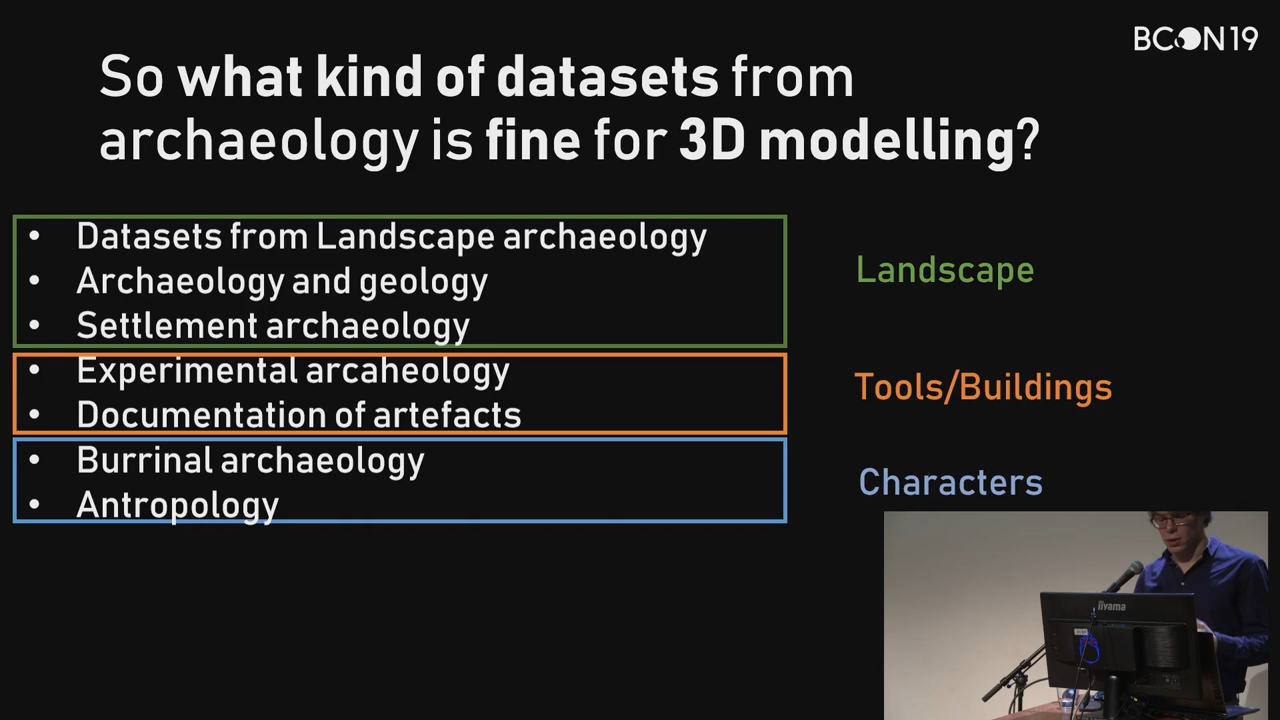 BCON19
So what kind of datasets from
archaeology is fine for 3D modelling?
• Datasets from Landscape archaeology
• Archaeology and geology
• Settlement archaeology
Landscape
• Experimental arcaheology
• Documentation of artefacts
Tools/Buildings
• Burrinal archaeology
• Antropology
Characters
iiyama